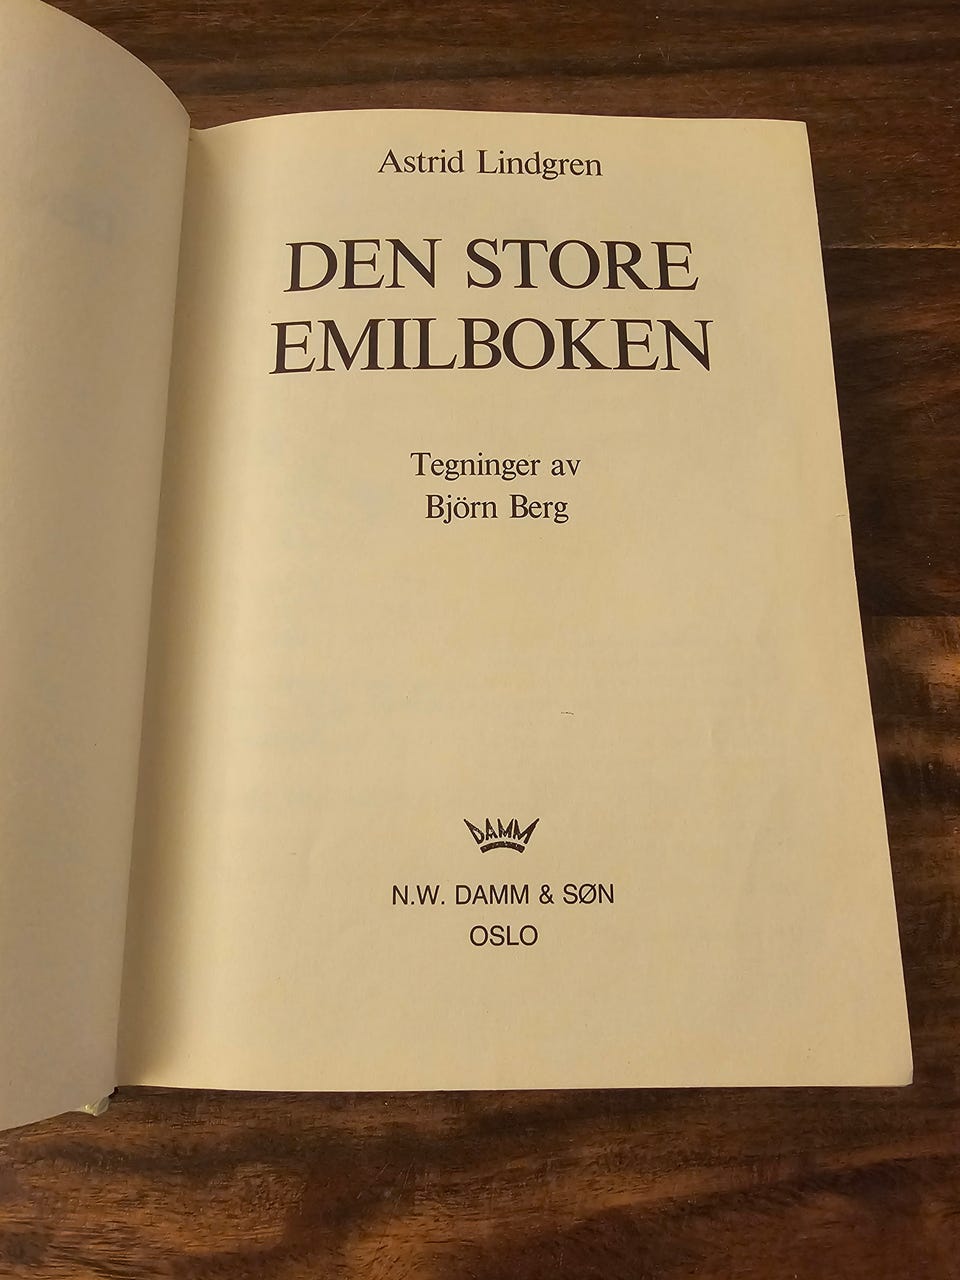 Astrid Lindgren
DEN STORE
EMILBOKEN
Tegninger av
Björn Berg
DAMM
N.W. DAMM & SØN
OSLO